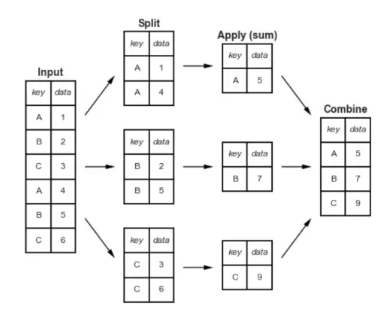 Input
key data
A 1
B 2
C 3
A 4
B 5
C 6
Split
key data
A 1
A 4
key data
B 2
B 5
key data
C 3
C 6
Apply (sum)
key data
A 5
key data
B 7
key data
C 9
Combine
key data
A 5
B 7
C 9